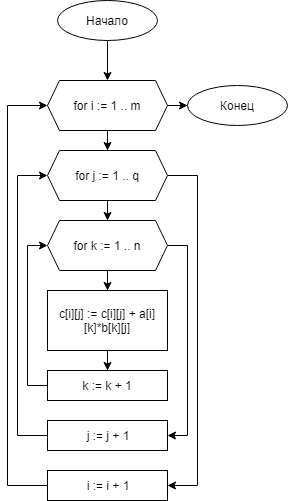 Начало
for i := 1 .. m
Конец
for j := 1 .. q
for k := 1 .. n
c[i][j] := c[i][j] + a[i]
[k]*b[k][j]
k := k + 1
j := j + 1
i := i + 1